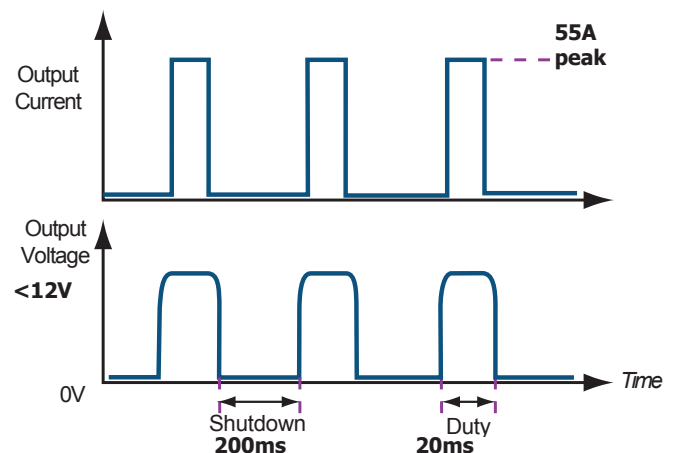 55A
peak
Output
Current
Output
Voltage
<12V
0V
Time
Shutdown
200ms
Duty
20ms